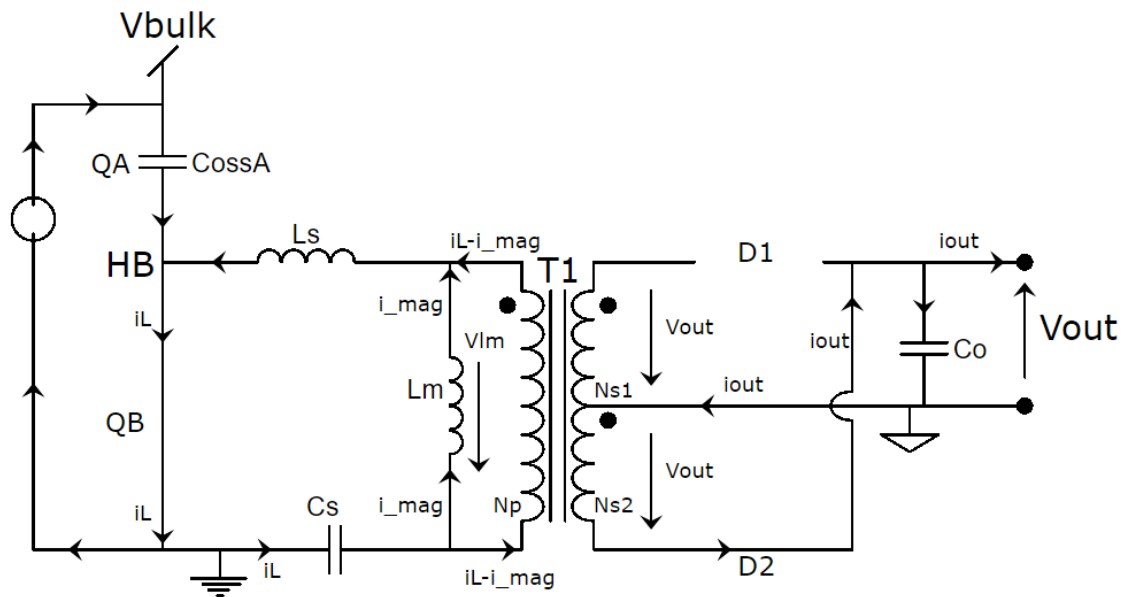 Vbulk
QA CossA
Ls
iL-i_mag
HB
T1
D1
iout
iL
i_mag
Vlm
Vout
iout
Vout
Co
Lm
Ns1
iout
QB
Vout
iL
Cs
i_mag
Np
Ns2
iL
iL-i_mag
D2